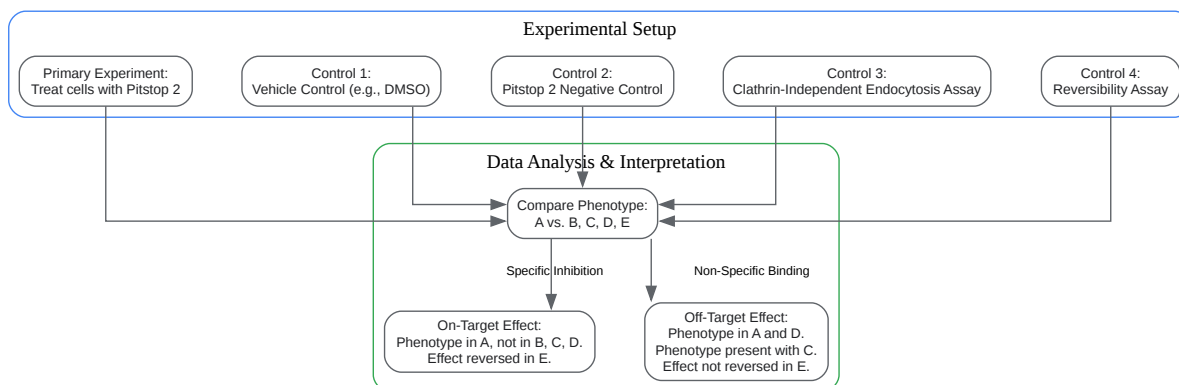 Experimental Setup
Primary Experiment:
Treat cells with Pitstop 2
Control 1:
Vehicle Control (e.g., DMSO)
Control 2:
Pitstop 2 Negative Control
Control 3:
Clathrin-Independent Endocytosis Assay
Control 4:
Reversibility Assay
Data Analysis & Interpretation
Compare Phenotype:
A vs. B, C, D, E
Specific Inhibition
Non-Specific Binding
On-Target Effect:
Phenotype in A, not in B, C, D.
Effect reversed in E.
Off-Target Effect:
Phenotype in A and D.
Phenotype present with C.
Effect not reversed in E.